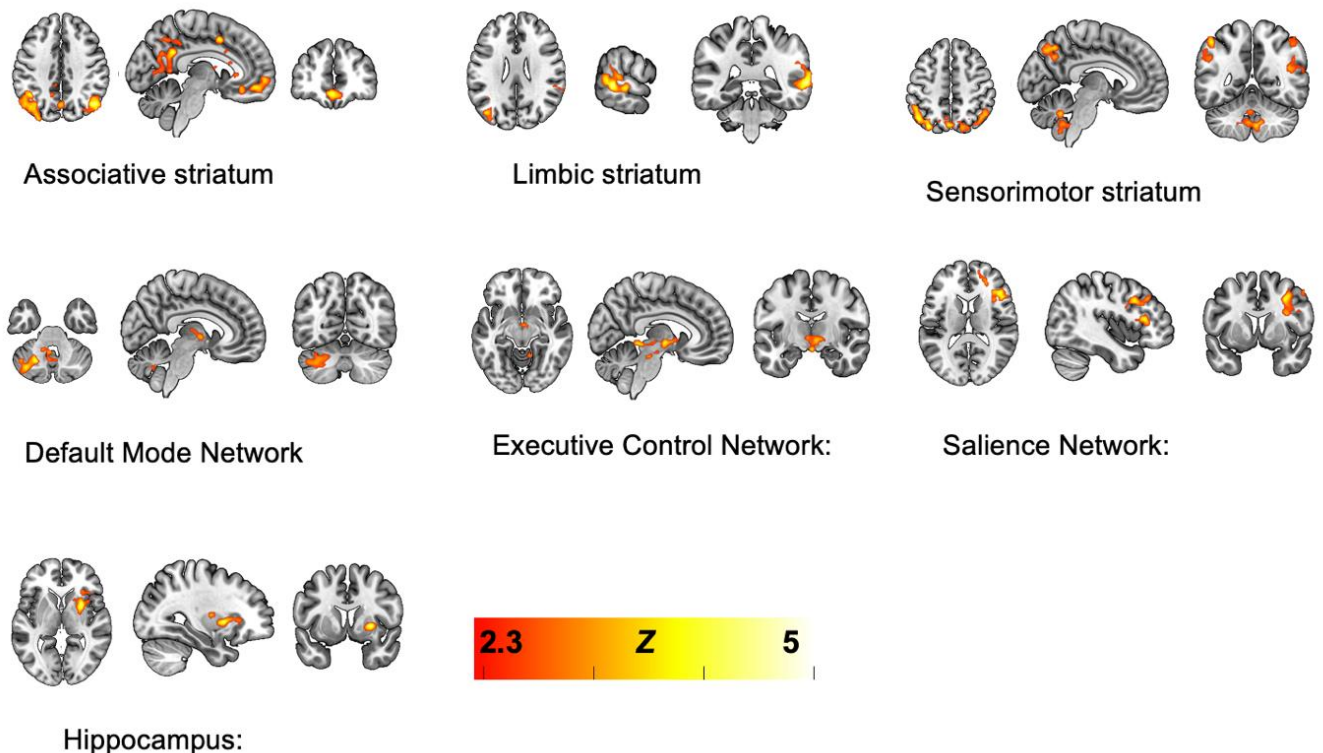 Associative striatum
Limbic striatum
Sensorimotor striatum
Default Mode Network
Executive Control Network:
Salience Network:
Hippocampus:
2.3 Z 5